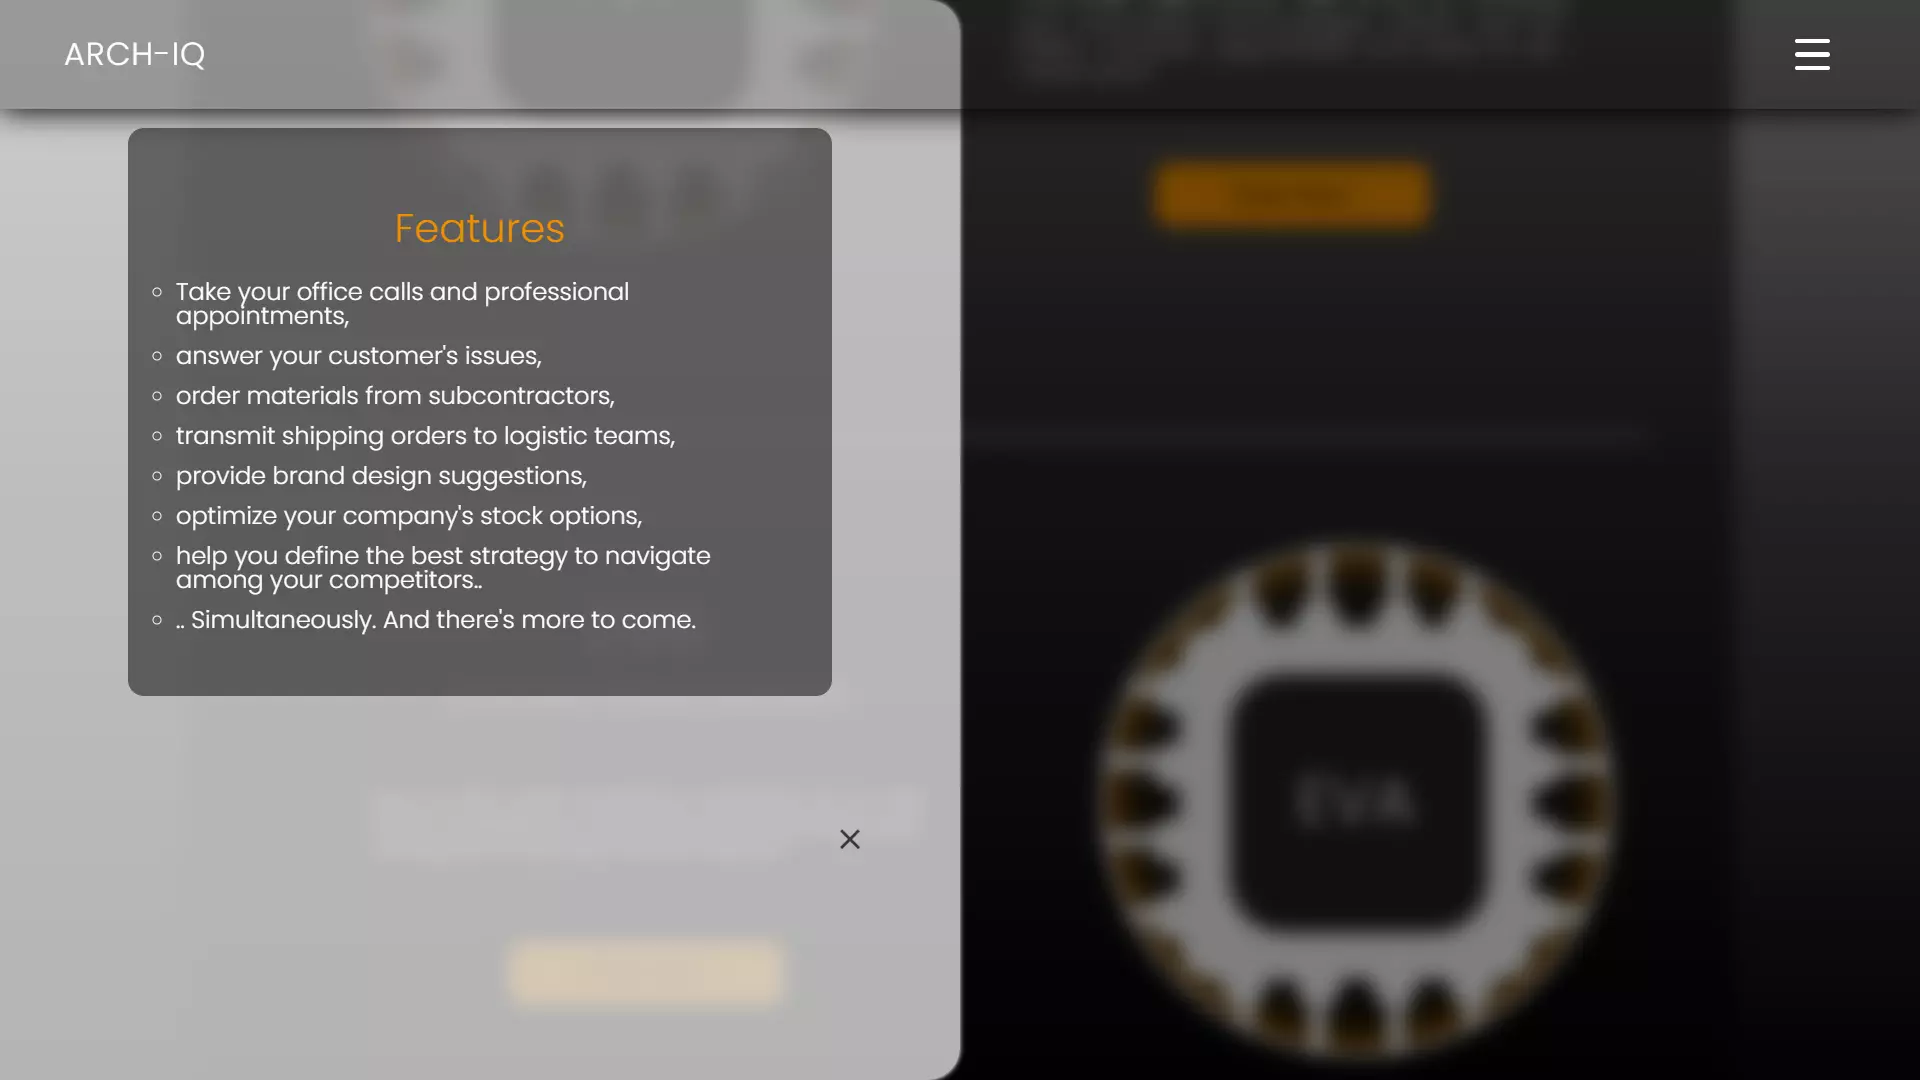 ARCH-IQ
Features
Take your office calls and professional
appointments,
answer your customer's issues,
order materials from subcontractors,
transmit shipping orders to logistic teams,
provide brand design suggestions,
optimize your company's stock options,
help you define the best strategy to navigate
among your competitors..
.. Simultaneously. And there's more to come.
EVA